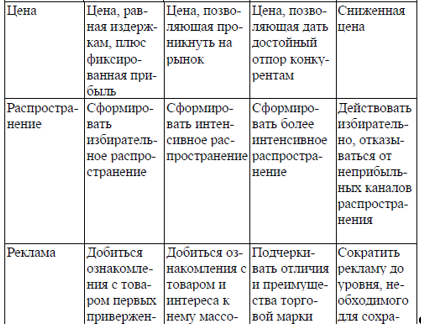 Цена
Цена, рав-
ная издерж-
кам, плюс
фиксиро-
ванная при-
быль
Цена, позво-
ляющая про-
никнуть на
рынок
Цена, позво-
ляющая дать
достойный
отпор конку-
рентам
Сниженная
цена
Распростра-
нение
Сформиро-
вать
избиратель-
ное распро-
странение
Сформиро-
вать интен-
сивное рас-
пространение
Сформиро-
вать более
интенсивное
распростра-
нение
Действовать
избиратель-
но, отказы-
ваться от
неприбыль-
ных каналов
распростра-
нения
Реклама
Добиться
ознакомле-
ния с това-
ром первых
привержен-
Добиться оз-
накомления с
товаром и
интереса к
нему массо-
Подчерки-
вать отличия
и преимуще-
ства торго-
вой марки
Сократить
рекламу до
уровня, не-
обходимого
для сохра-